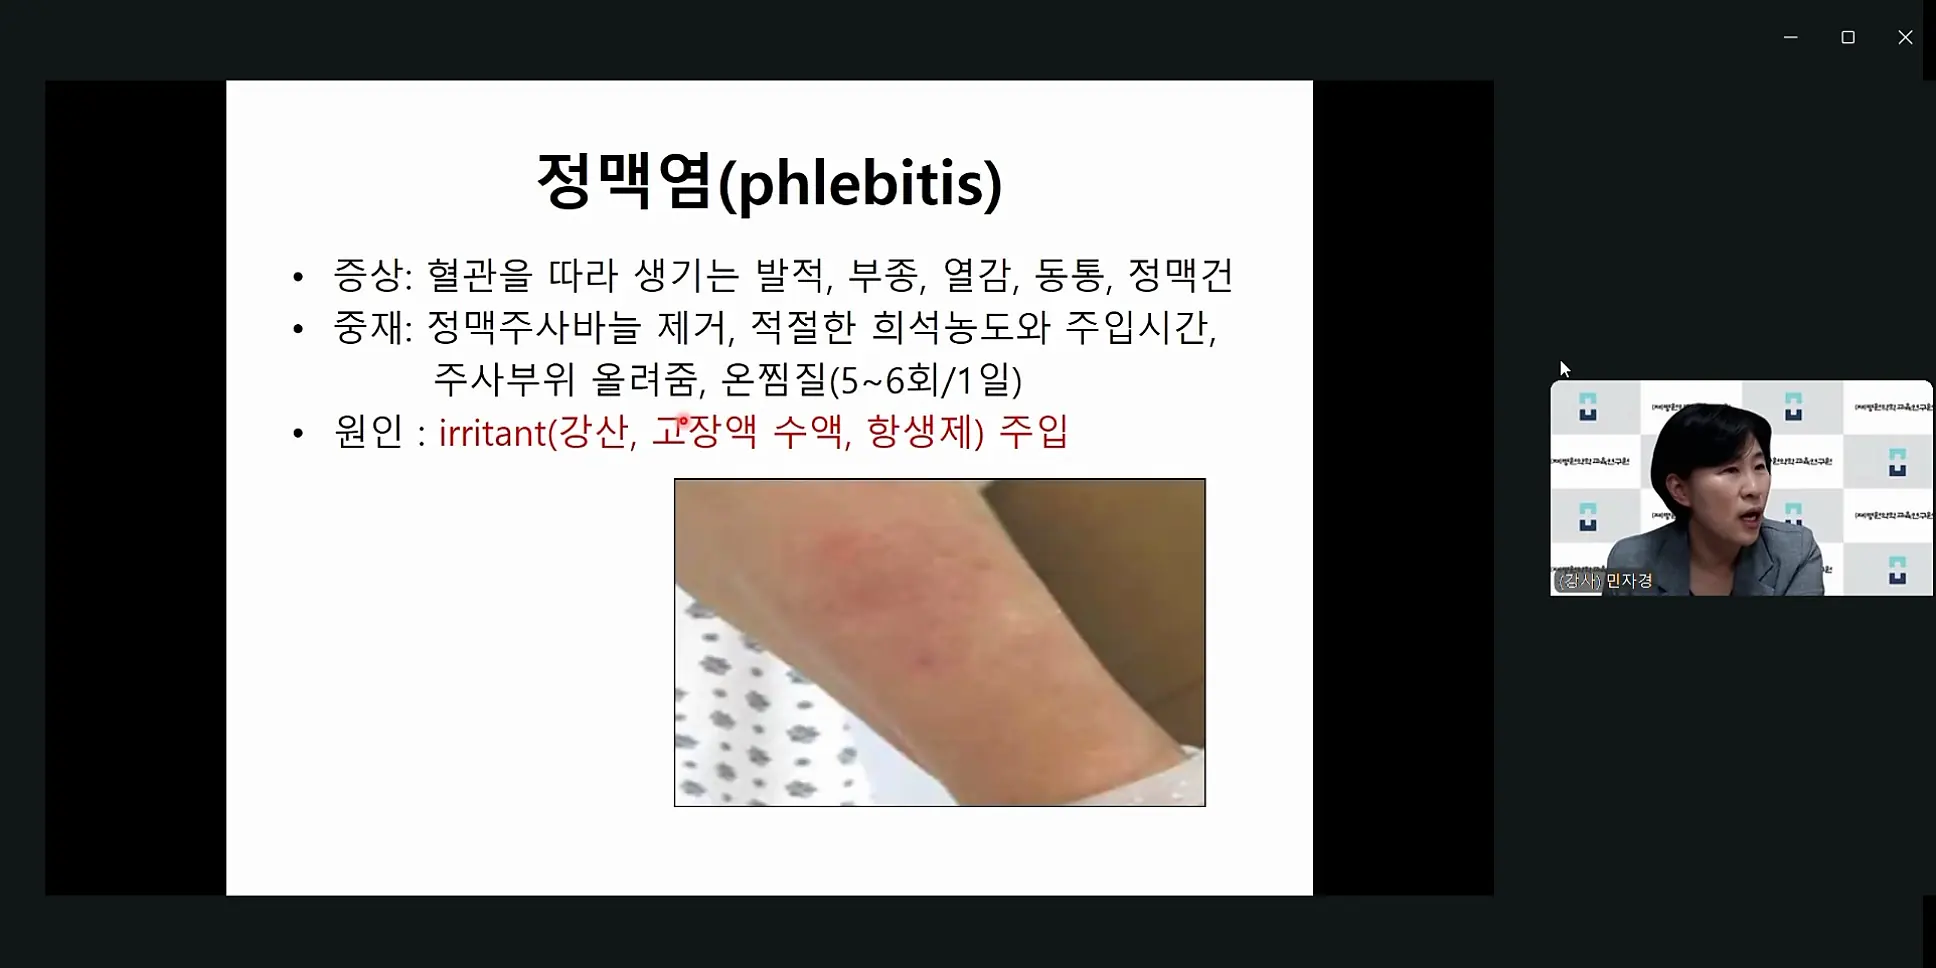 정맥염(phlebitis)
• 증상: 혈관을 따라 생기는 발적, 부종, 열감, 동통, 정맥건
• 중재: 정맥주사바늘 제거, 적절한 희석농도와 주입시간,
주사부위 올려줌, 온찜질(5~6회/1일)
• 원인 : irritant(강산, 고장액 수액, 항생제) 주입
(강사) 민자경